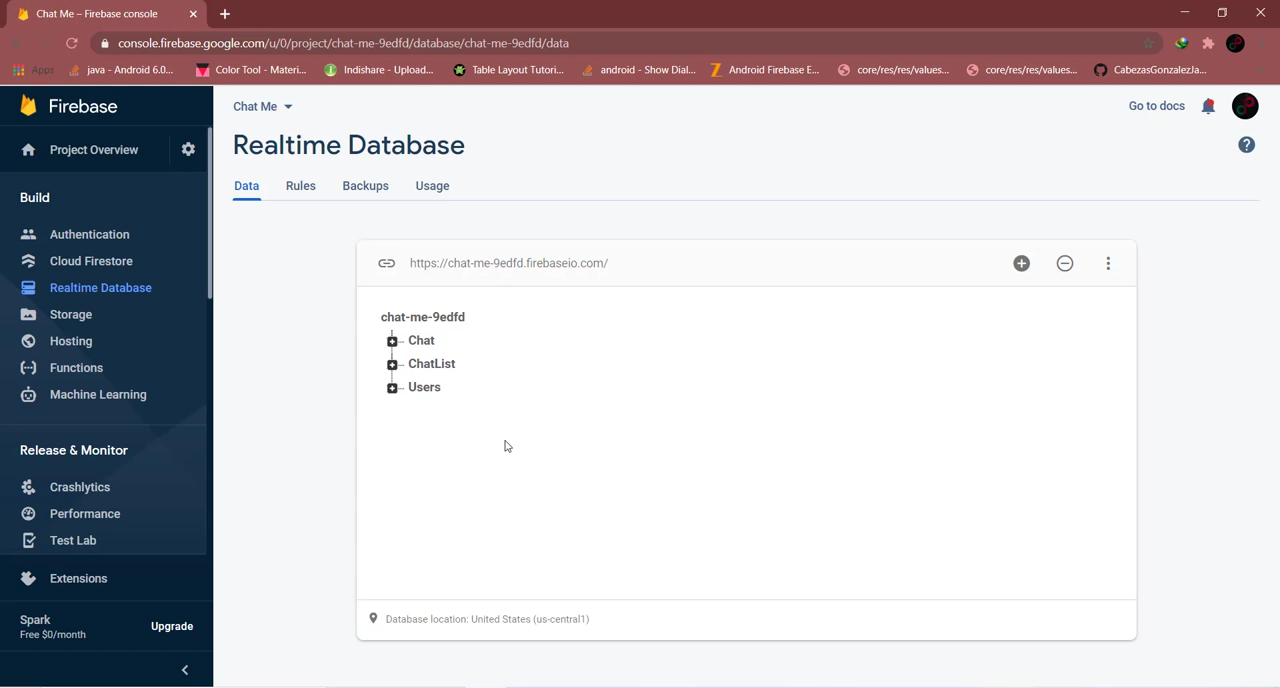 Chat Me – Firebase console
console.firebase.google.com/u/0/project/chat-me-9edfd/database/chat-me-9edfd/data
Apps
java - Android 6.0...
Color Tool - Materi...
Indishare - Upload...
Table Layout Tutori...
android - Show Dial...
Android Firebase E...
core/res/res/values...
core/res/res/values...
CabezasGonzalezJa...
Firebase
Project Overview
Build
Authentication
Cloud Firestore
Realtime Database
Storage
Hosting
Functions
Machine Learning
Release & Monitor
Crashlytics
Performance
Test Lab
Extensions
Spark
Free $0/month
Upgrade
Chat Me
Go to docs
Realtime Database
Data
Rules
Backups
Usage
https://chat-me-9edfd.firebaseio.com/
chat-me-9edfd
Chat
ChatList
Users
Database location: United States (us-central1)